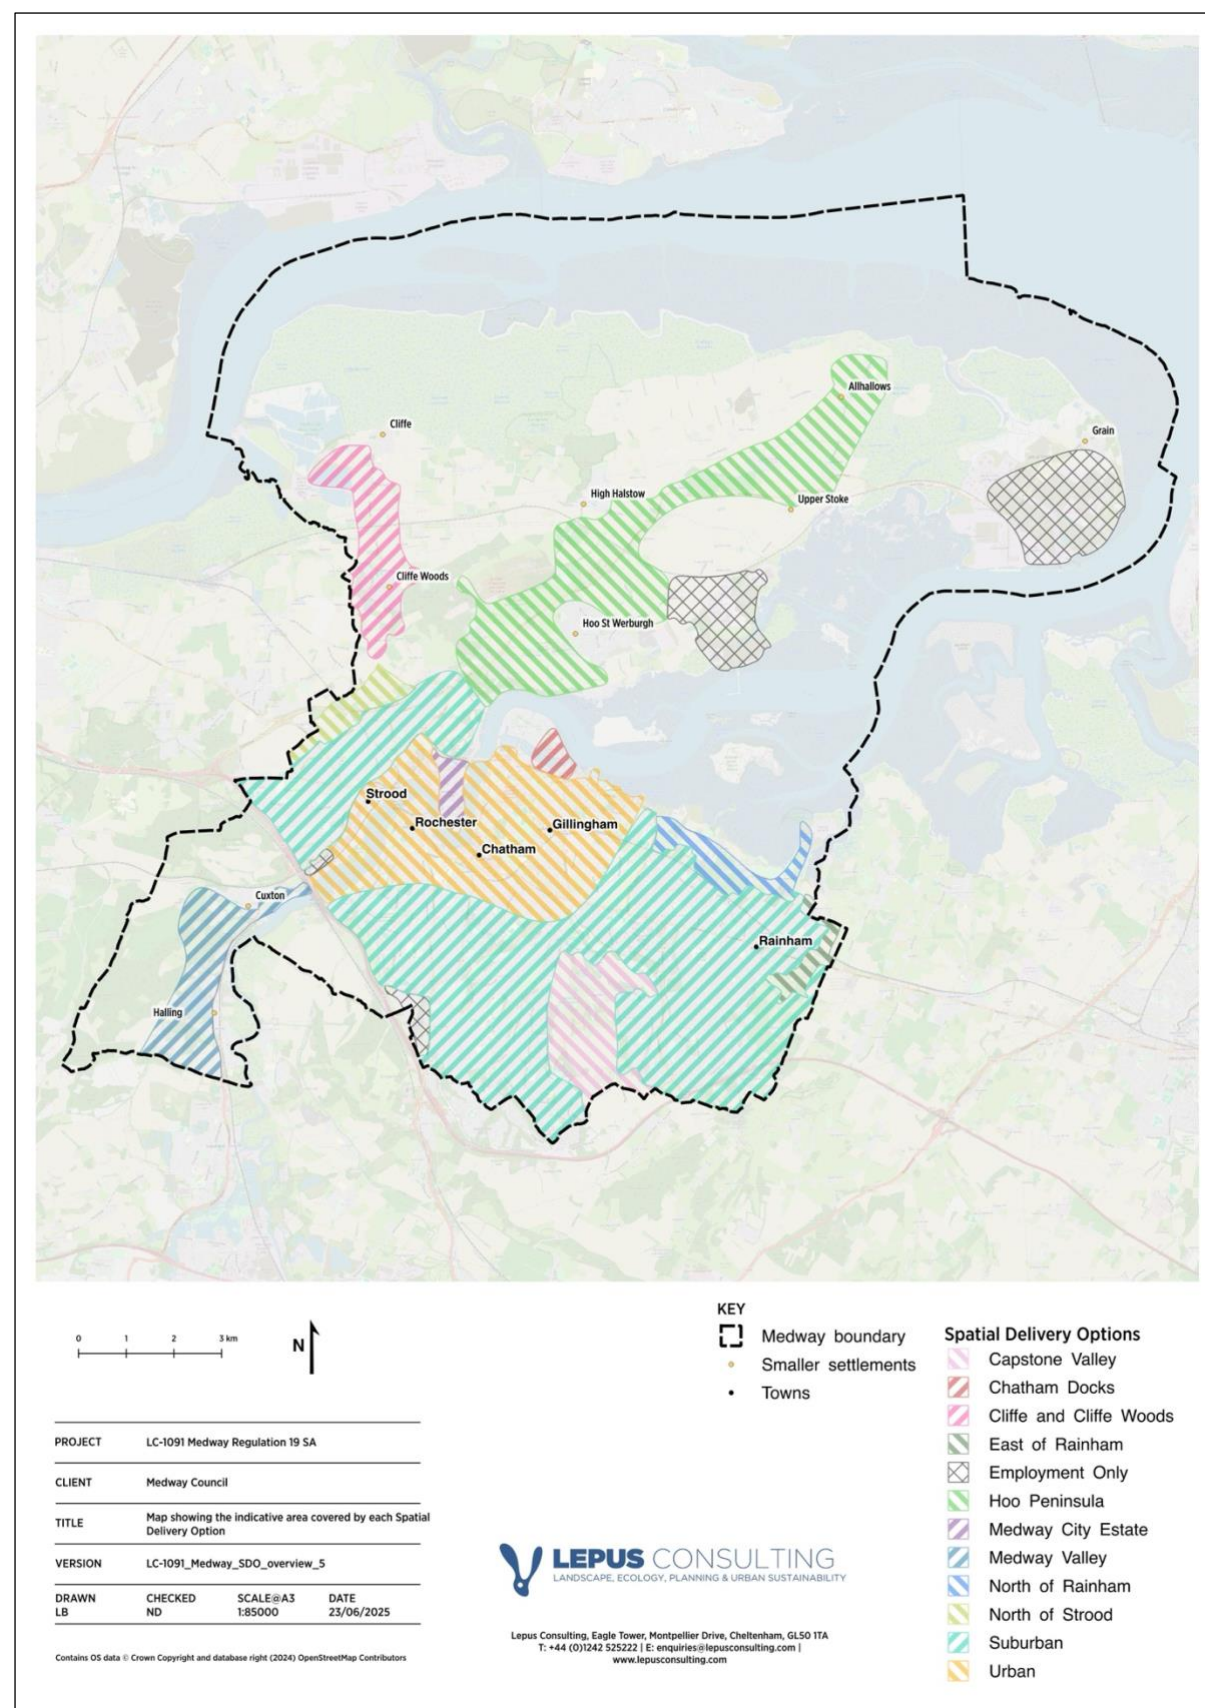 Cliffe
Allhallows
Grain
High Halstow
Upper Stoke
Cliffe Woods
Hoo St Werburgh
Strood
Rochester
Gillingham
Chatham
Cuxton
Rainham
Halling
0 1 2 3 km
N
KEY
Medway boundary
Smaller settlements
Towns
Spatial Delivery Options
Capstone Valley
Chatham Docks
Cliffe and Cliffe Woods
East of Rainham
Employment Only
Hoo Peninsula
Medway City Estate
Medway Valley
North of Rainham
North of Strood
Suburban
Urban
PROJECT LC-1091 Medway Regulation 19 SA
CLIENT Medway Council
TITLE Map showing the indicative area covered by each Spatial
Delivery Option
VERSION LC-1091_Medway_SDO_overview_5
DRAWN CHECKED SCALE@A3 DATE
LB ND 1:85000 23/06/2025
Contains OS data © Crown Copyright and database right (2024) OpenStreetMap Contributors
LEPUS CONSULTING
LANDSCAPE, ECOLOGY, PLANNING & URBAN SUSTAINABILITY
Lepus Consulting, Eagle Tower, Montpellier Drive, Cheltenham, GL50 1TA
T: +44 (0)1242 525222 | E: enquiries@lepusconsulting.com |
www.lepusconsulting.com